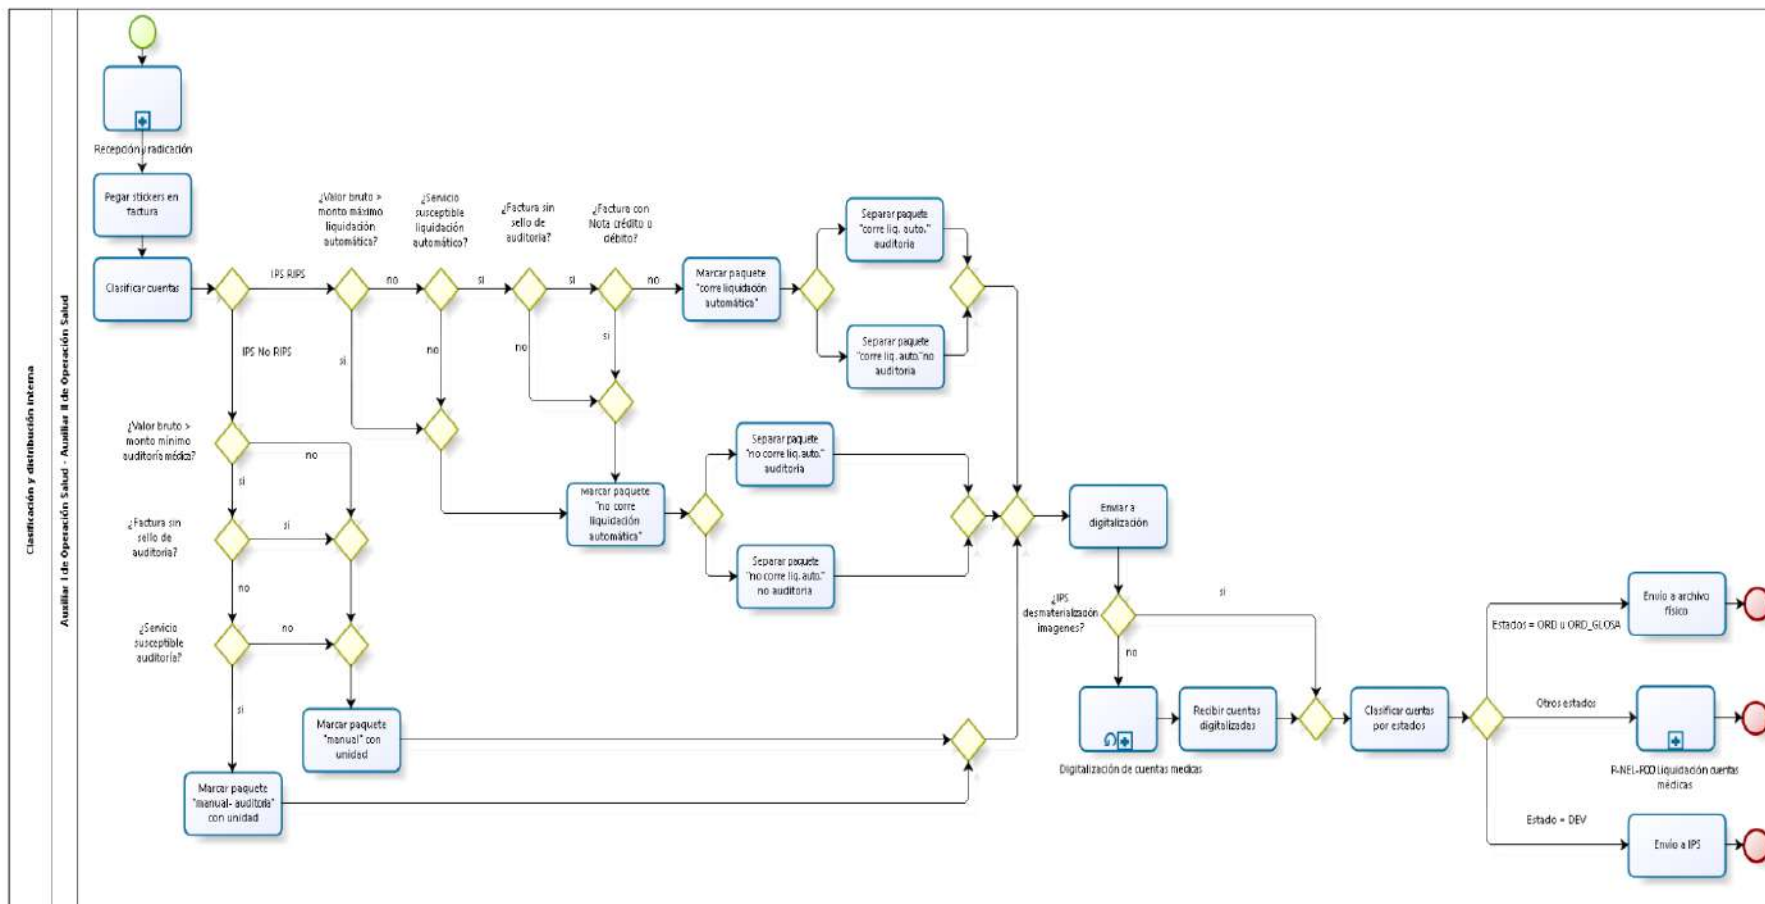 Clasificación y distribución interna
Auxiliar I de Operación Salud - Auxiliar II de Operación Salud
Recepción y radicación
Pegar stickers en
factura
Clasificar cuentas
IPS RIPS
IPS No RIPS
¿Valor bruto >
monto máximo
liquidación
automática?
no
si
¿Servicio
susceptible
liquidación
automático?
si
no
¿Factura sin
sello de
auditoria?
si
no
¿Factura con
Nota crédito o
débito?
no
si
Marcar paquete
"corre liquidación
automática"
Separar paquete
"corre liq. auto."
auditoria
Separar paquete
"corre liq. auto."no
auditoria
¿Valor bruto >
monto mínimo
auditoría médica?
no
si
¿Factura sin
sello de
auditoria?
si
no
¿Servicio
susceptible
auditoría?
no
si
Marcar paquete
"manual" con
unidad
Marcar paquete
"manual- auditoria"
con unidad
Marcar paquete
"no corre
liquidación
automática"
Separar paquete
"no corre liq.auto."
auditoria
Separar paquete
"no corre liq. auto."
no auditoria
Enviar a
digitalización
¿IPS
desmaterialización
imagenes?
si
no
Digitalización de cuentas medicas
Recibir cuentas
digitalizadas
Clasificar cuentas
por estados
Estados = ORD u ORD_GLOSA
Envío a archivo
físico
Otros estados
Liquidación cuentas
médicas
Estado = DEV
Envío a IPS